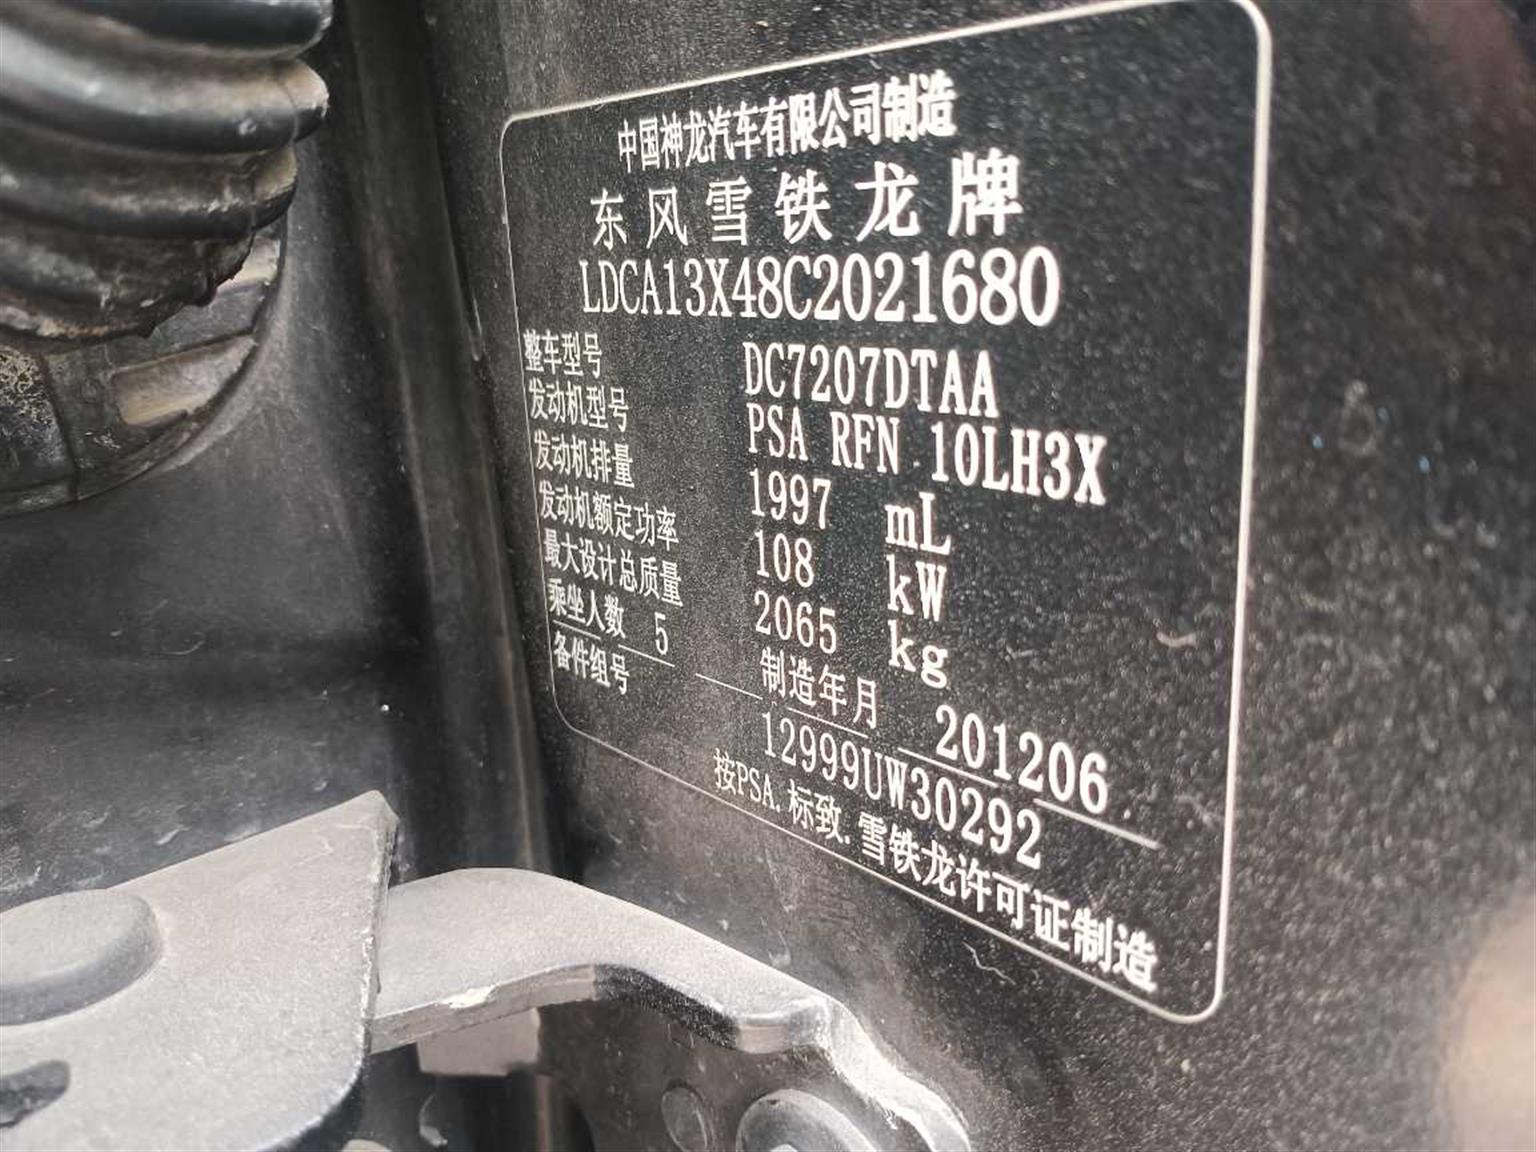 中国神龙汽车有限公司制造
东风雪铁龙牌
LDCA13X48C2021680
整车型号 DC7207DTAA
发动机型号 PSA RFN 10LH3X
发动机排量 1997 mL
发动机额定功率 108 kW
最大设计总质量 2065 kg
乘坐人数 5 制造年月 201206
备件组号 12999UW30292
按PSA.标致.雪铁龙许可证制造